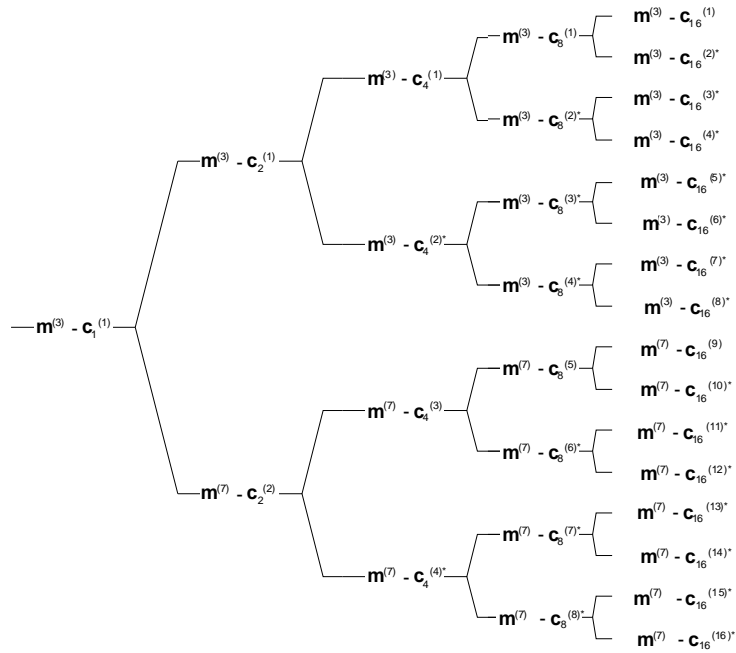 m(3) - c16(1)
m(3) - c8(1)
m(3) - c16(2)*
m(3) - c4(1)
m(3) - c16(3)*
m(3) - c8(2)*
m(3) - c16(4)*
m(3) - c2(1)
m(3) - c16(5)*
m(3) - c8(3)*
m(3) - c16(6)*
m(3) - c4(2)*
m(3) - c16(7)*
m(3) - c8(4)*
m(3) - c16(8)*
m(3) - c1(1)
m(7) - c16(9)
m(7) - c8(5)
m(7) - c16(10)*
m(7) - c4(3)
m(7) - c16(11)*
m(7) - c8(6)*
m(7) - c16(12)*
m(7) - c2(2)
m(7) - c16(13)*
m(7) - c8(7)*
m(7) - c16(14)*
m(7) - c4(4)*
m(7) - c16(15)*
m(7) - c8(8)*
m(7) - c16(16)*